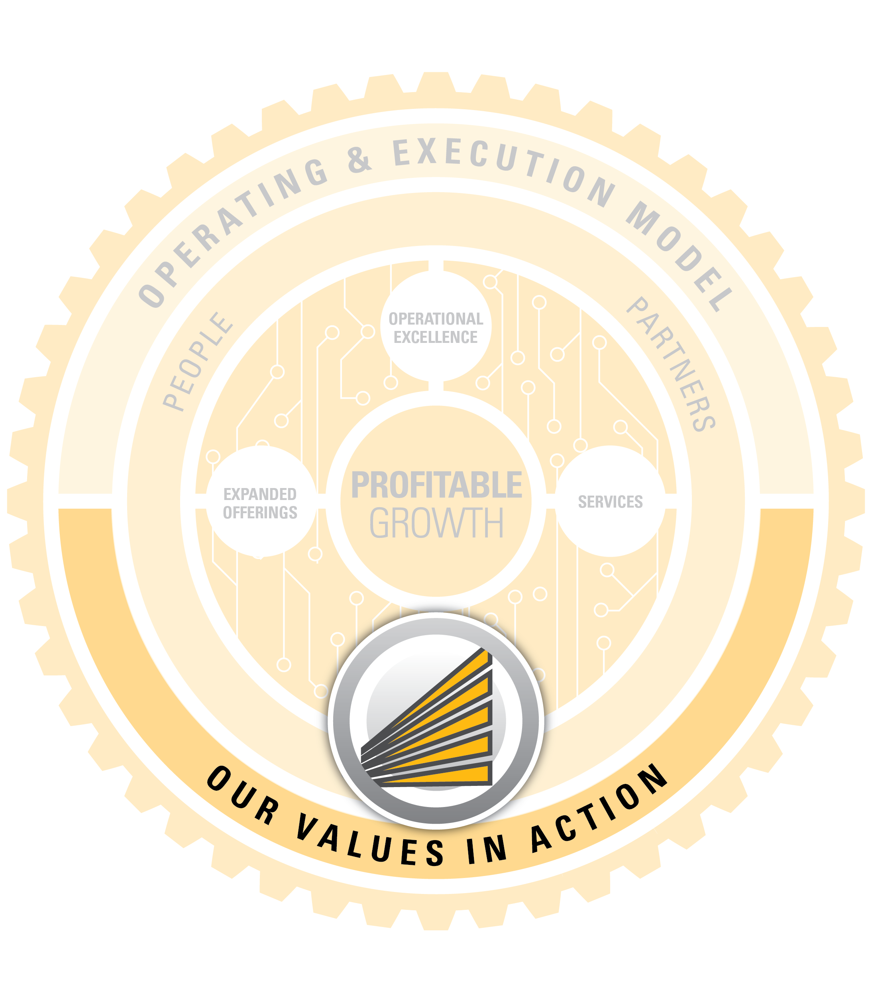 OPERATING & EXECUTION MODEL
PEOPLE
PARTNERS
OPERATIONAL
EXCELLENCE
EXPANDED
OFFERINGS
PROFITABLE
GROWTH
SERVICES
OUR VALUES IN ACTION